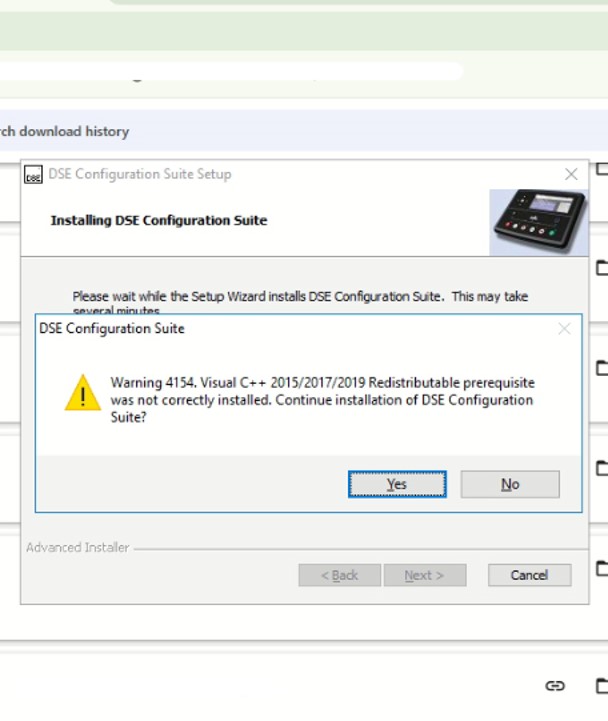 rch download history
DSE
DSE Configuration Suite Setup
Installing DSE Configuration Suite
Please wait while the Setup Wizard installs DSE Configuration Suite. This may take
several minutes
DSE Configuration Suite
Warning 4154. Visual C++ 2015/2017/2019 Redistributable prerequisite
was not correctly installed. Continue installation of DSE Configuration
Suite?
Yes
No
Advanced Installer
< Back
Next >
Cancel